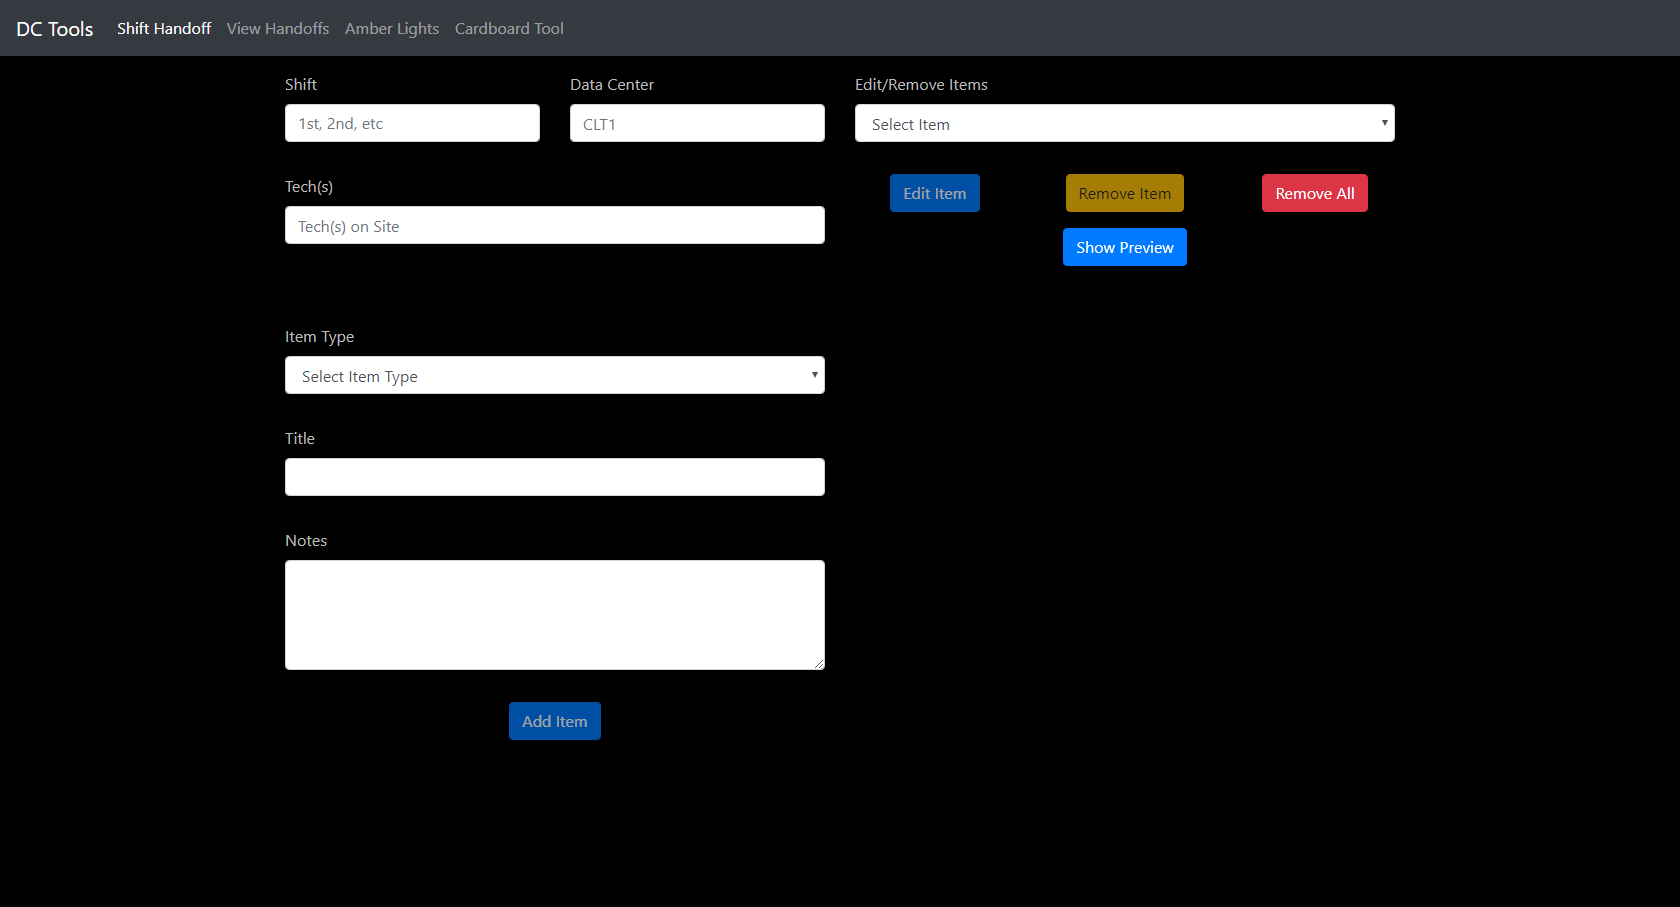 DC Tools Shift Handoff View Handoffs Amber Lights Cardboard Tool
Shift
1st, 2nd, etc
Data Center
CLT1
Tech(s)
Tech(s) on Site
Item Type
Select Item Type
Title
Notes
Add Item
Edit/Remove Items
Select Item
Edit Item Remove Item Remove All
Show Preview